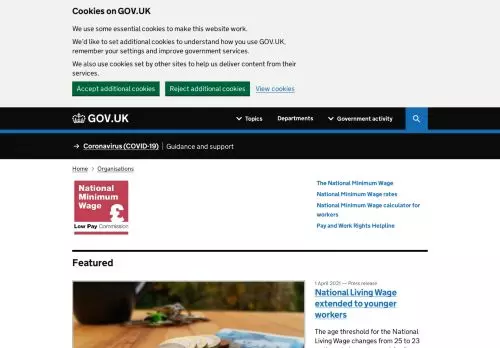 Cookies on GOV.UK
We use some essential cookies to make this website work.
We'd like to set additional cookies to understand how you use GOV.UK,
remember your settings and improve government services.
We also use cookies set by other sites to help us deliver content from their
services.
Accept additional cookies
Reject additional cookies
View cookies
GOV.UK
Topics
Departments
Government activity
→ Coronavirus (COVID-19) | Guidance and support
Home > Organisations
National
Minimum
Wage
£
Low Pay Commission
The National Minimum Wage
National Minimum Wage rates
National Minimum Wage calculator for
workers
Pay and Work Rights Helpline
Featured
1 April 2021 — Press release
National Living Wage
extended to younger
workers
The age threshold for the National
Living Wage changes from 25 to 23